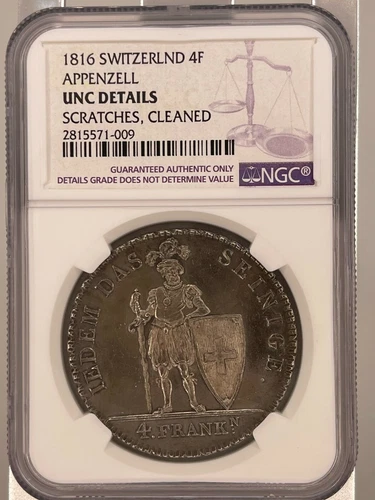 1816 SWITZERLND 4F
APPENZELL
UNC DETAILS
SCRATCHES, CLEANED
2815571-009
GUARANTEED AUTHENTIC ONLY
DETAILS GRADE DOES NOT DETERMINE VALUE
NGC®
IEDEM DAS SEINIGE
4. FRANKN.